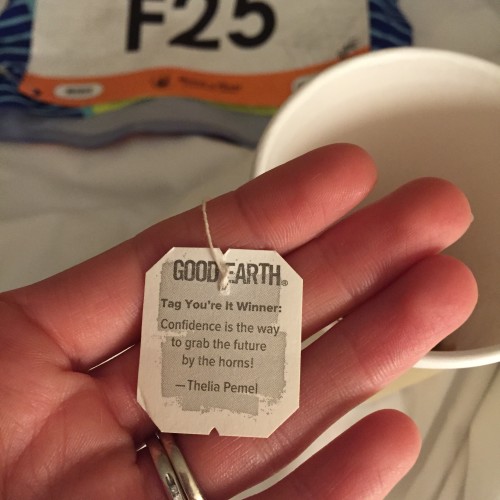 F25
GOOD EARTH®
Tag You're It Winner:
Confidence is the way
to grab the future
by the horns!
—Thelia Pemel